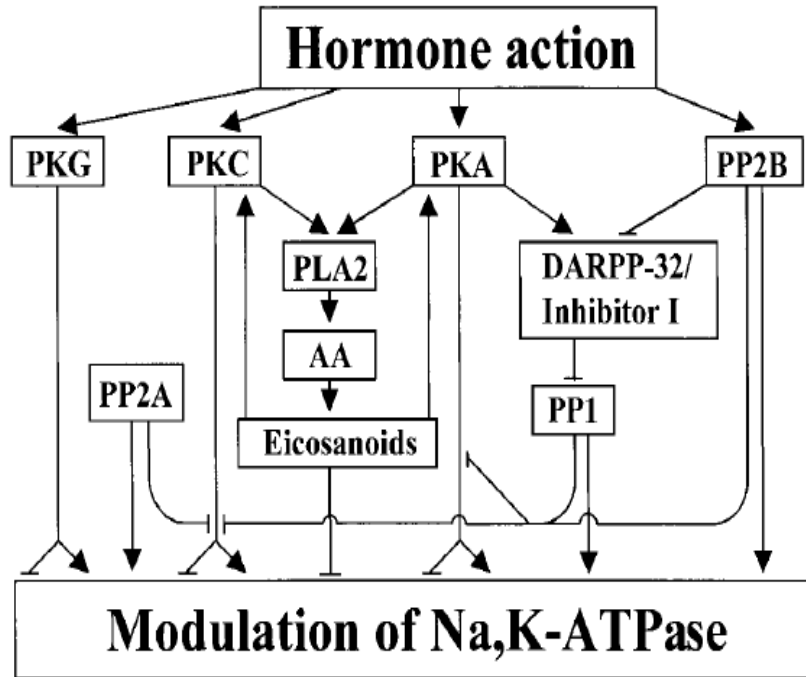 Hormone action
PKG
PKC
PKA
PP2B
PLA2
DARPP-32/
Inhibitor I
AA
PP2A
PP1
Eicosanoids
Modulation of Na,K-ATPase